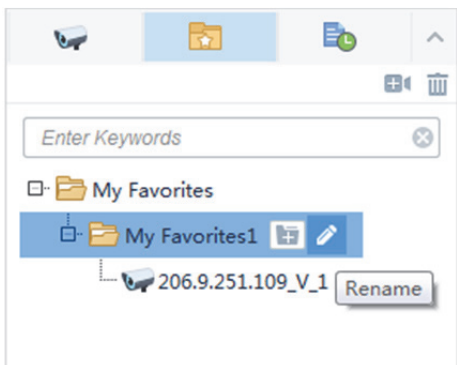 Enter Keywords
My Favorites
My Favorites1
206.9.251.109_V_1
Rename